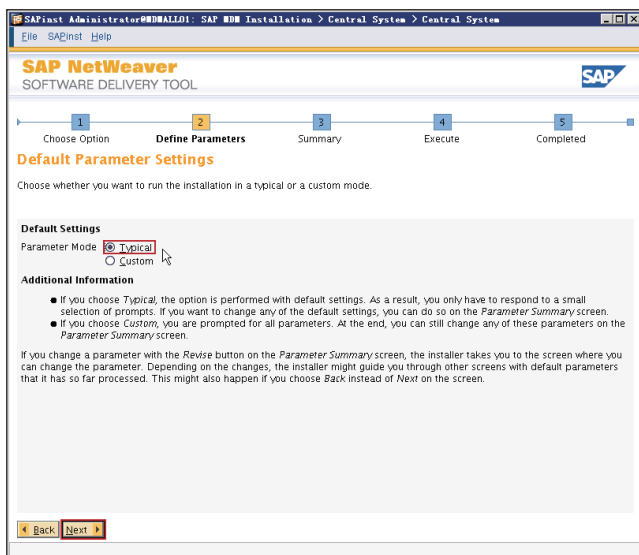 SAPinst Administrator@MDMALLO1: SAP MDM Installation > Central System > Central System
File SAPinst Help
SAP NetWeaver
SOFTWARE DELIVERY TOOL
SAP
1 2 3 4 5
Choose Option Define Parameters Summary Execute Completed
Default Parameter Settings
Choose whether you want to run the installation in a typical or a custom mode.
Default Settings
Parameter Mode Typical
Custom
Additional Information
If you choose Typical, the option is performed with default settings. As a result, you only have to respond to a small
selection of prompts. If you want to change any of the default settings, you can do so on the Parameter Summary screen.
If you choose Custom, you are prompted for all parameters. At the end, you can still change any of these parameters on the
Parameter Summary screen.
If you change a parameter with the Revise button on the Parameter Summary screen, the installer takes you to the screen where you
can change the parameter. Depending on the changes, the installer might guide you through other screens with default parameters
that it has so far processed. This might also happen if you choose Back instead of Next on the screen.
Back Next